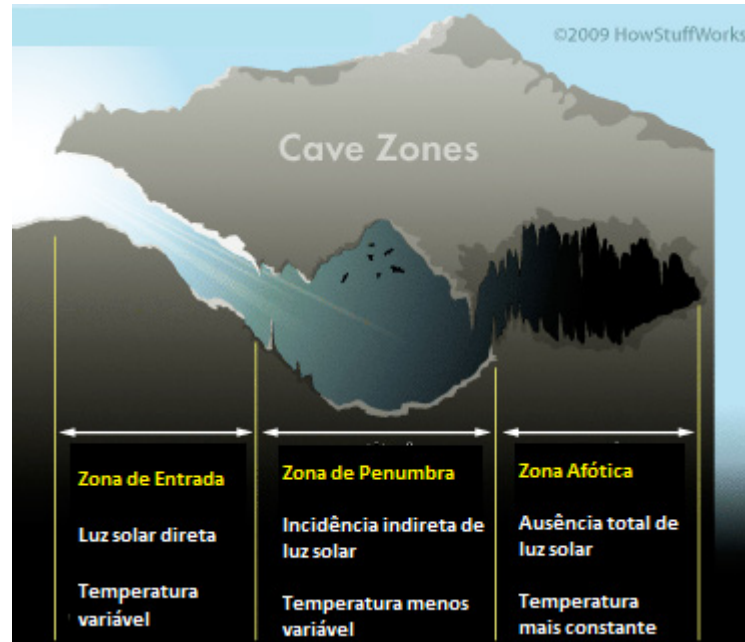 ©2009 HowStuffWorks
Cave Zones
Zona de Entrada
Luz solar direta
Temperatura
variável
Zona de Penumbra
Incidência indireta de
luz solar
Temperatura menos
variável
Zona Afótica
Ausência total de
luz solar
Temperatura
mais constante